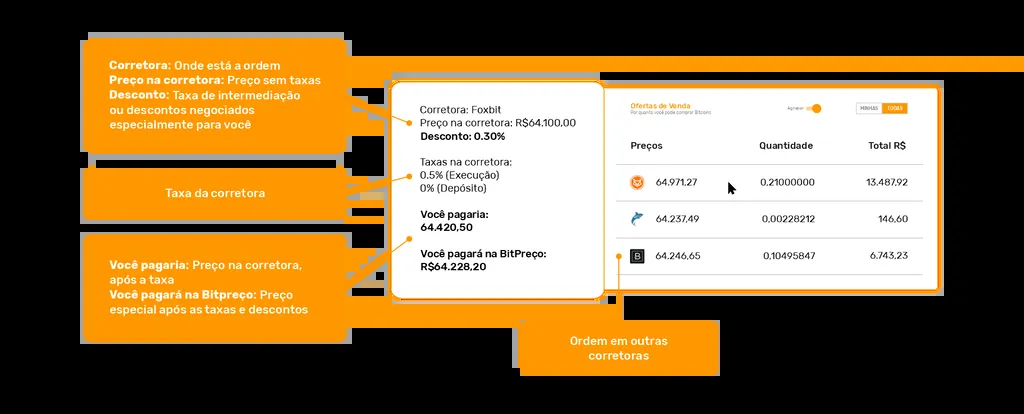 Corretora: Onde está a ordem
Preço na corretora: Preço sem taxas
Desconto: Taxa de intermediação
ou descontos negociados
especialmente para você
Taxa da corretora
Você pagaria: Preço na corretora,
após a taxa
Você pagará na Bitpreço: Preço
especial após as taxas e descontos
Corretora: Foxbit
Preço na corretora: R$64.100,00
Desconto: 0.30%
Taxas na corretora:
0.5% (Execução)
0% (Depósito)
Você pagaria:
64.420,50
Você pagará na BitPreço:
R$64.228,20
Ofertas de Venda
Por quanto você pode comprar Bitcoins
Agrupar
MINHAS TODAS
Preços Quantidade Total R$
64.971,27 0,21000000 13.487,92
64.237,49 0,00228212 146,60
B 64.246,65 0,10495847 6.743,23
Ordem em outras
corretoras